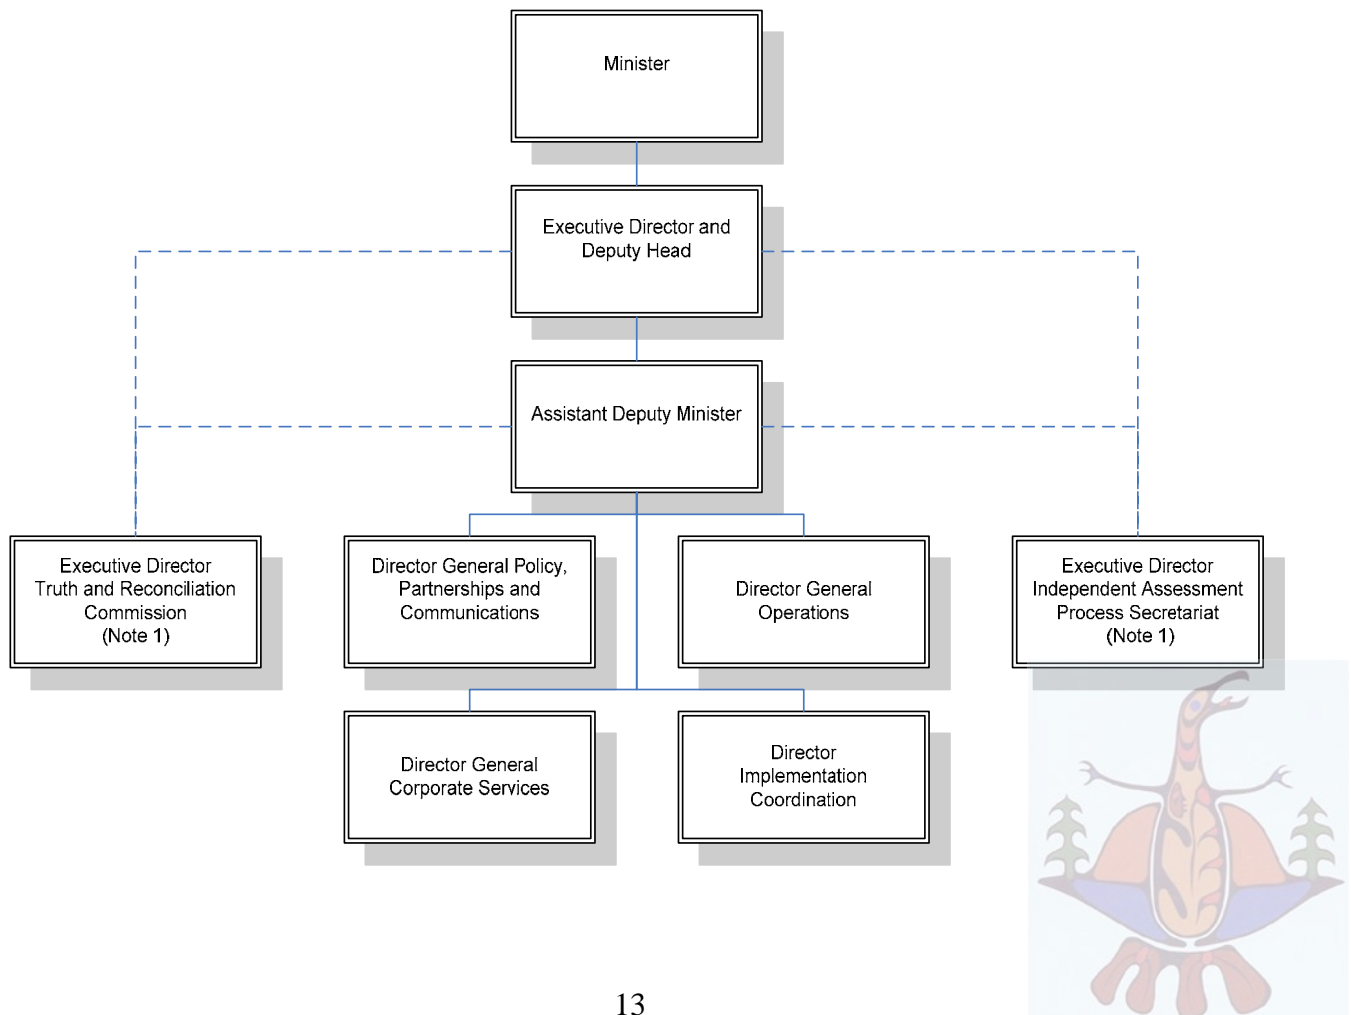 Minister
Executive Director and
Deputy Head
Assistant Deputy Minister
Executive Director
Truth and Reconciliation
Commission
(Note 1)
Director General Policy,
Partnerships and
Communications
Director General
Operations
Executive Director
Independent Assessment
Process Secretariat
(Note 1)
Director General
Corporate Services
Director
Implementation
Coordination
13